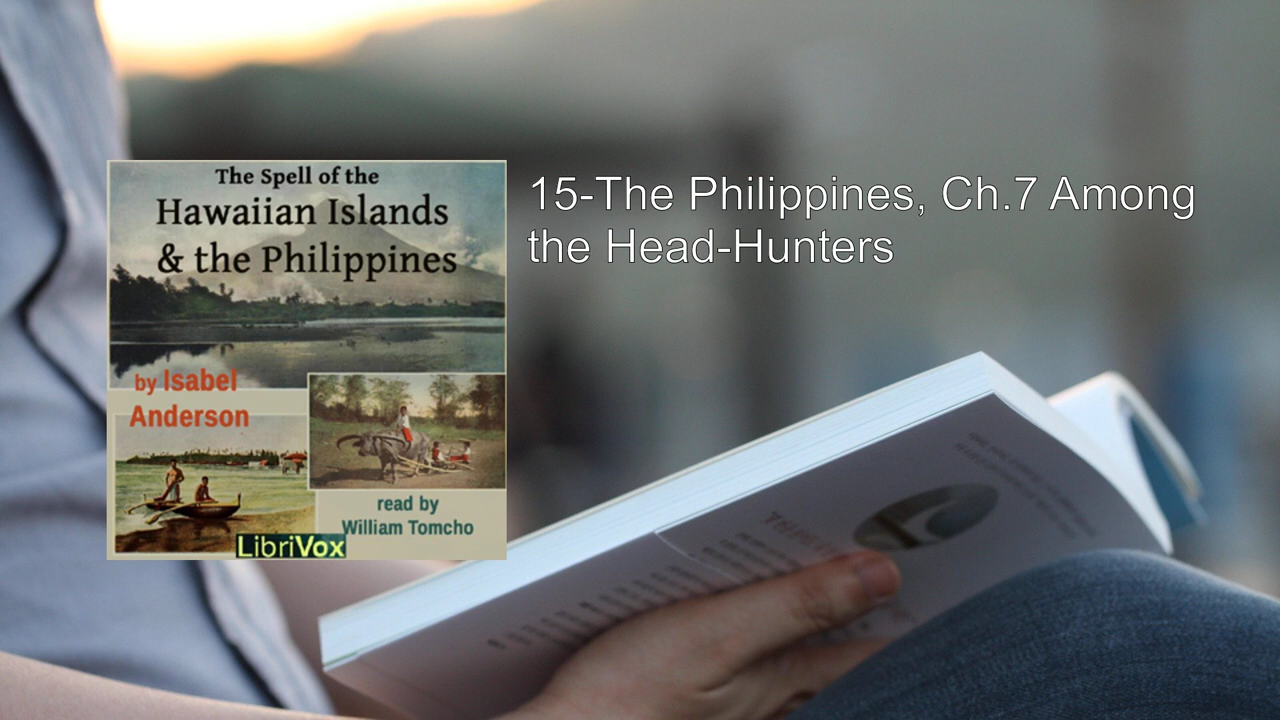 The Spell of the
Hawaiian Islands
& the Philippines
by Isabel
Anderson
read by
William Tomcho
LibriVox
15-The Philippines, Ch.7 Among
the Head-Hunters